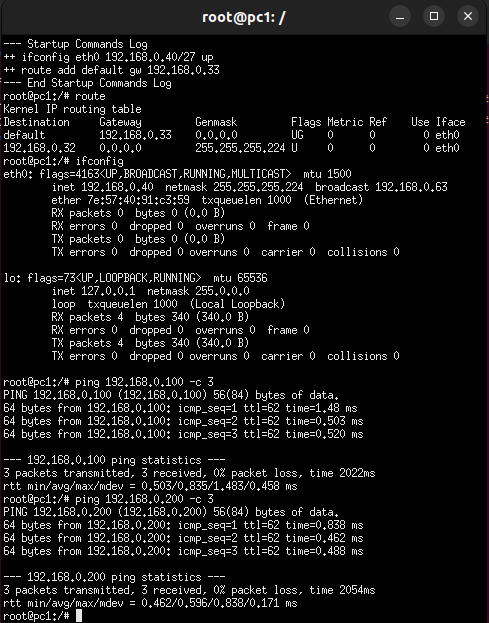 root@pc1: /
--- Startup Commands Log
++ ifconfig eth0 192.168.0.40/27 up
++ route add default gw 192.168.0.33
--- End Startup Commands Log
root@pc1:/# route
Kernel IP routing table
Destination     Gateway         Genmask         Flags Metric Ref    Use Iface
default         192.168.0.33    0.0.0.0         UG    0      0        0 eth0
192.168.0.32    0.0.0.0         255.255.255.224 U     0      0        0 eth0
root@pc1:/# ifconfig
eth0: flags=4163<UP,BROADCAST,RUNNING,MULTICAST>  mtu 1500
        inet 192.168.0.40  netmask 255.255.255.224  broadcast 192.168.0.63
        ether 7e:57:40:91:c3:59  txqueuelen 1000  (Ethernet)
        RX packets 0  bytes 0 (0.0 B)
        RX errors 0  dropped 0  overruns 0  frame 0
        TX packets 0  bytes 0 (0.0 B)
        TX errors 0  dropped 0 overruns 0  carrier 0  collisions 0

lo: flags=73<UP,LOOPBACK,RUNNING>  mtu 65536
        inet 127.0.0.1  netmask 255.0.0.0
        loop  txqueuelen 1000  (Local Loopback)
        RX packets 4  bytes 340 (340.0 B)
        RX errors 0  dropped 0  overruns 0  frame 0
        TX packets 4  bytes 340 (340.0 B)
        TX errors 0  dropped 0 overruns 0  carrier 0  collisions 0

root@pc1:/# ping 192.168.0.100 -c 3
PING 192.168.0.100 (192.168.0.100) 56(84) bytes of data.
64 bytes from 192.168.0.100: icmp_seq=1 ttl=62 time=1.48 ms
64 bytes from 192.168.0.100: icmp_seq=2 ttl=62 time=0.503 ms
64 bytes from 192.168.0.100: icmp_seq=3 ttl=62 time=0.520 ms

--- 192.168.0.100 ping statistics ---
3 packets transmitted, 3 received, 0% packet loss, time 2022ms
rtt min/avg/max/mdev = 0.503/0.835/1.483/0.458 ms
root@pc1:/# ping 192.168.0.200 -c 3
PING 192.168.0.200 (192.168.0.200) 56(84) bytes of data.
64 bytes from 192.168.0.200: icmp_seq=1 ttl=62 time=0.838 ms
64 bytes from 192.168.0.200: icmp_seq=2 ttl=62 time=0.462 ms
64 bytes from 192.168.0.200: icmp_seq=3 ttl=62 time=0.488 ms

--- 192.168.0.200 ping statistics ---
3 packets transmitted, 3 received, 0% packet loss, time 2054ms
rtt min/avg/max/mdev = 0.462/0.596/0.838/0.171 ms
root@pc1:/#